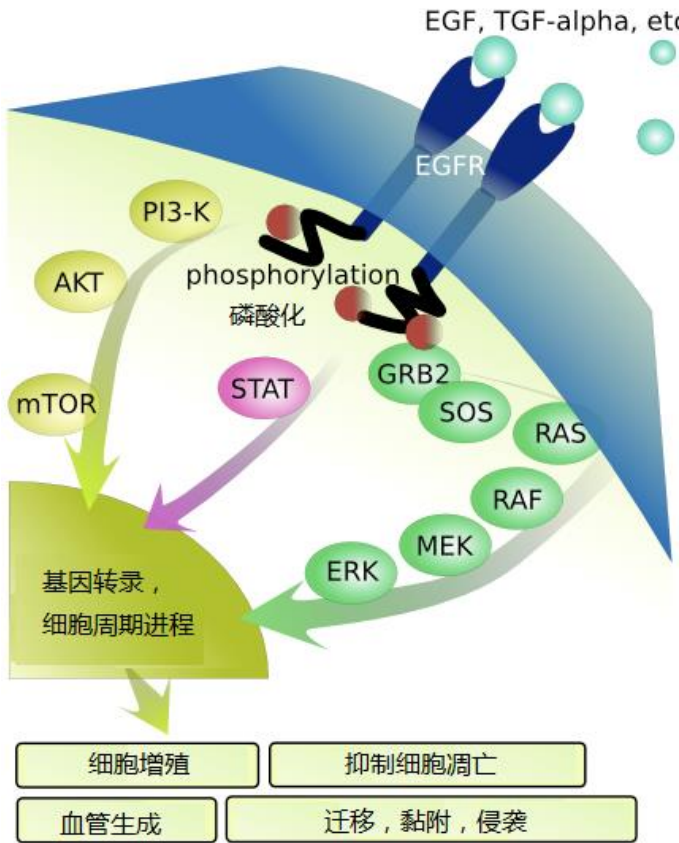 EGF, TGF-alpha, etc
EGFR
PI3-K
AKT
phosphorylation
磷酸化
mTOR
STAT
GRB2
SOS
RAS
RAF
MEK
ERK
基因转录，
细胞周期进程
细胞增殖
抑制细胞凋亡
血管生成
迁移，黏附，侵袭